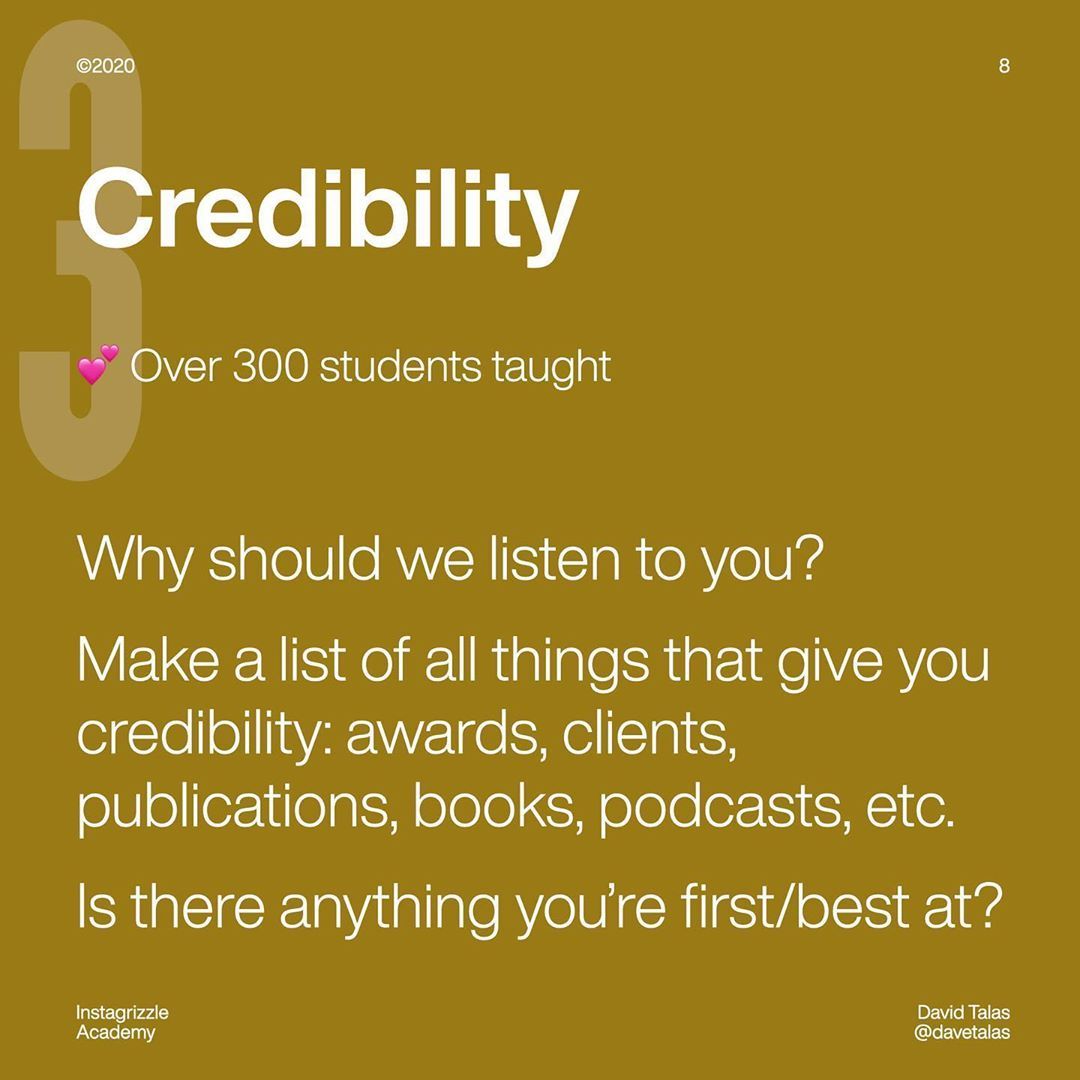 ©2020
8
3
Credibility
💕 Over 300 students taught
Why should we listen to you?
Make a list of all things that give you
credibility: awards, clients,
publications, books, podcasts, etc.
Is there anything you’re first/best at?
Instagrizzle
Academy
David Talas
@davetalas